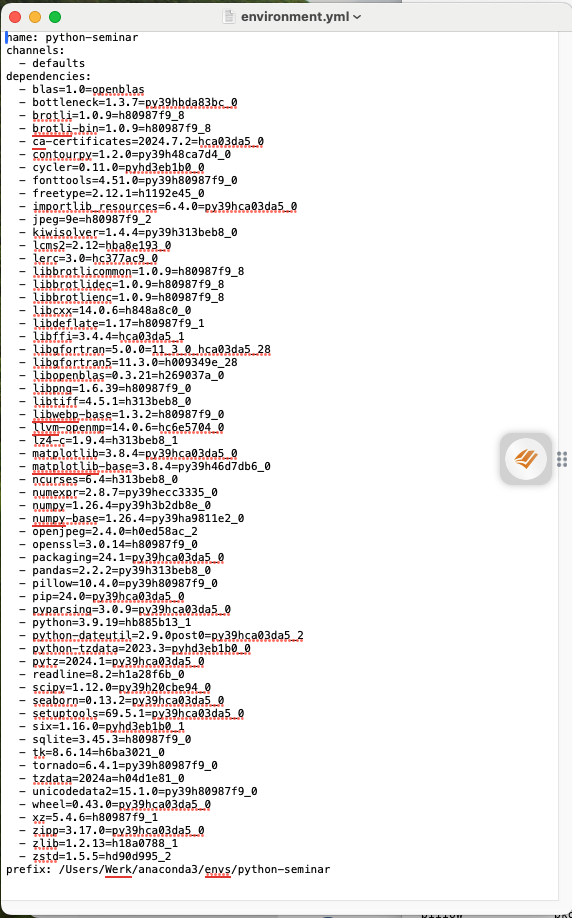 environment.yml
name: python-seminar
channels:
  - defaults
dependencies:
  - blas=1.0=openblas
  - bottleneck=1.3.7=py39hbda83bc_0
  - brotli=1.0.9=h80987f9_8
  - brotli-bin=1.0.9=h80987f9_8
  - ca-certificates=2024.7.2=hca03da5_0
  - contourpy=1.2.0=py39h48ca7d4_0
  - cycler=0.11.0=pyhd3eb1b0_0
  - fonttools=4.51.0=py39h80987f9_0
  - freetype=2.12.1=h1192e45_0
  - importlib_resources=6.4.0=py39hca03da5_0
  - jpeg=9e=h80987f9_2
  - kiwisolver=1.4.4=py39h313beb8_0
  - lcms2=2.12=hba8e193_0
  - lerc=3.0=hc377ac9_0
  - libbrotlicommon=1.0.9=h80987f9_8
  - libbrotlidec=1.0.9=h80987f9_8
  - libbrotlienc=1.0.9=h80987f9_8
  - libcxx=14.0.6=h848a8c0_0
  - libdeflate=1.17=h80987f9_1
  - libffi=3.4.4=hca03da5_1
  - libgfortran=5.0.0=11_3_0_hca03da5_28
  - libgfortran5=11.3.0=h009349e_28
  - libopenblas=0.3.21=h269037a_0
  - libpng=1.6.39=h80987f9_0
  - libtiff=4.5.1=h313beb8_0
  - libwebp-base=1.3.2=h80987f9_0
  - llvm-openmp=14.0.6=hc6e5704_0
  - lz4-c=1.9.4=h313beb8_1
  - matplotlib=3.8.4=py39hca03da5_0
  - matplotlib-base=3.8.4=py39h46d7db6_0
  - ncurses=6.4=h313beb8_0
  - numexpr=2.8.7=py39hecc3335_0
  - numpy=1.26.4=py39h3b2db8e_0
  - numpy-base=1.26.4=py39ha9811e2_0
  - openjpeg=2.4.0=h0ed58ac_2
  - openssl=3.0.14=h80987f9_0
  - packaging=24.1=py39hca03da5_0
  - pandas=2.2.2=py39h313beb8_0
  - pillow=10.4.0=py39h80987f9_0
  - pip=24.0=py39hca03da5_0
  - pyparsing=3.0.9=py39hca03da5_0
  - python=3.9.19=hb885b13_1
  - python-dateutil=2.9.0post0=py39hca03da5_2
  - python-tzdata=2023.3=pyhd3eb1b0_0
  - pytz=2024.1=py39hca03da5_0
  - readline=8.2=h1a28f6b_0
  - scipy=1.12.0=py39h20cbe94_0
  - seaborn=0.13.2=py39hca03da5_0
  - setuptools=69.5.1=py39hca03da5_0
  - six=1.16.0=pyhd3eb1b0_1
  - sqlite=3.45.3=h80987f9_0
  - tk=8.6.14=h6ba3021_0
  - tornado=6.4.1=py39h80987f9_0
  - tzdata=2024a=h04d1e81_0
  - unicodedata2=15.1.0=py39h80987f9_0
  - wheel=0.43.0=py39hca03da5_0
  - xz=5.4.6=h80987f9_1
  - zipp=3.17.0=py39hca03da5_0
  - zlib=1.2.13=h18a0788_1
  - zstd=1.5.5=hd90d995_2
prefix: /Users/Werk/anaconda3/envs/python-seminar